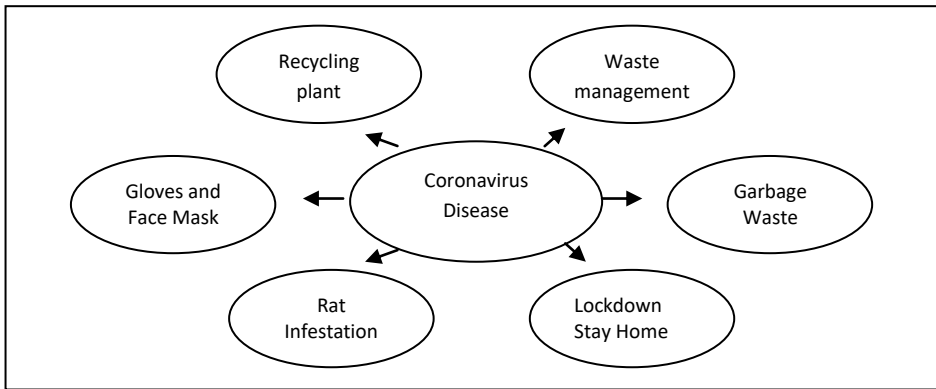 Recycling
plant
Waste
management
Gloves and
Face Mask
Coronavirus
Disease
Garbage
Waste
Rat
Infestation
Lockdown
Stay Home